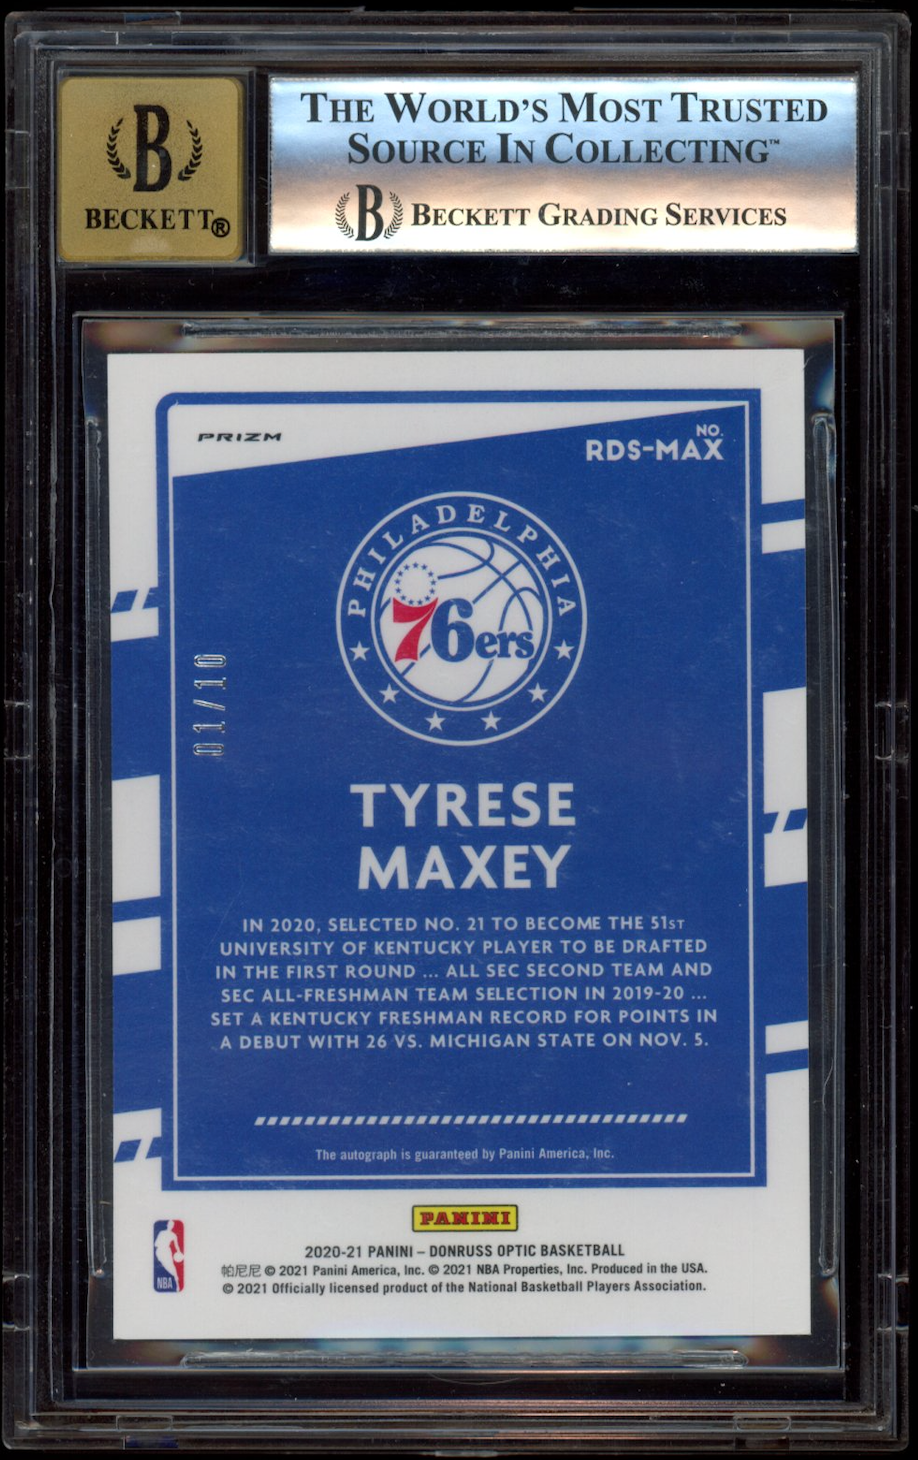 B
BECKETT®
THE WORLD'S MOST TRUSTED
SOURCE IN COLLECTING™
B BECKETT GRADING SERVICES
PRIZM
NO.
RDS-MAX
PHILADELPHIA
76ers
01/10
TYRESE
MAXEY
IN 2020, SELECTED NO. 21 TO BECOME THE 51ST
UNIVERSITY OF KENTUCKY PLAYER TO BE DRAFTED
IN THE FIRST ROUND ... ALL SEC SECOND TEAM AND
SEC ALL-FRESHMAN TEAM SELECTION IN 2019-20 ...
SET A KENTUCKY FRESHMAN RECORD FOR POINTS IN
A DEBUT WITH 26 VS. MICHIGAN STATE ON NOV. 5.
The autograph is guaranteed by Panini America, Inc.
PANINI
NBA
2020-21 PANINI – DONRUSS OPTIC BASKETBALL
帕尼尼 © 2021 Panini America, Inc. © 2021 NBA Properties, Inc. Produced in the USA.
© 2021 Officially licensed product of the National Basketball Players Association.